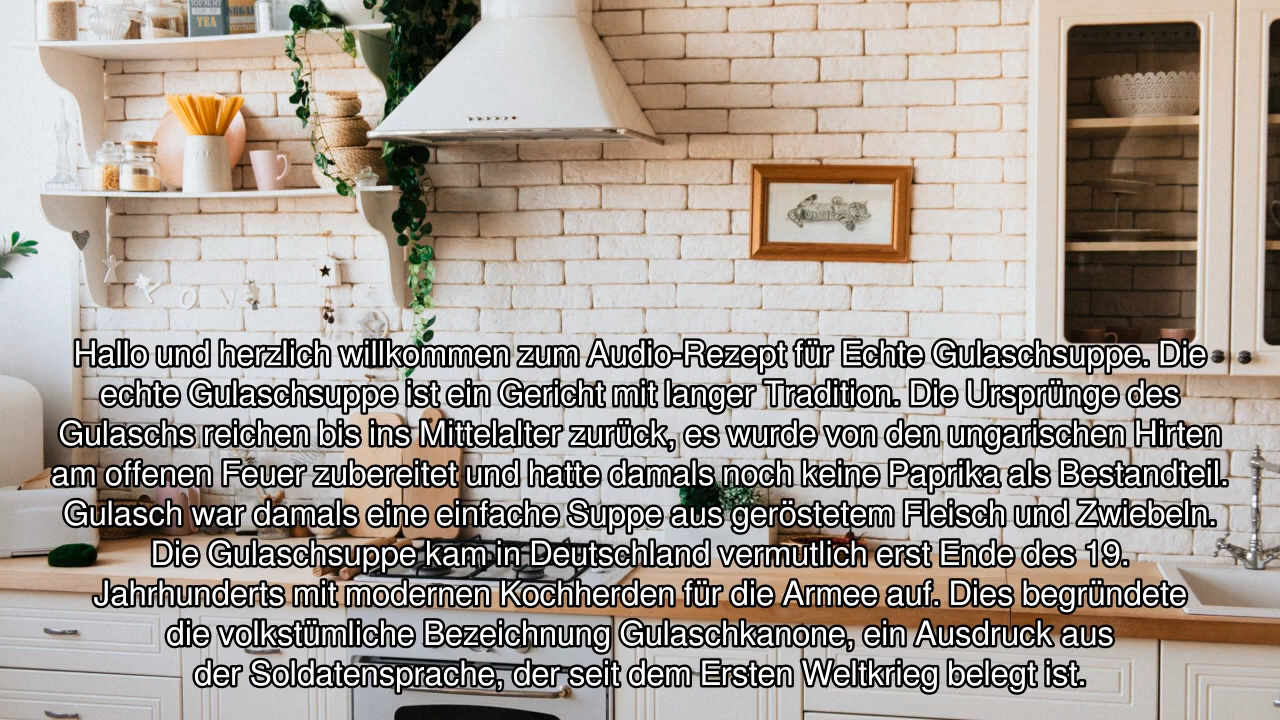 YOU'RE MY
TEA
Hallo und herzlich willkommen zum Audio-Rezept für Echte Gulaschsuppe. Die
echte Gulaschsuppe ist ein Gericht mit langer Tradition. Die Ursprünge des
Gulaschs reichen bis ins Mittelalter zurück, es wurde von den ungarischen Hirten
am offenen Feuer zubereitet und hatte damals noch keine Paprika als Bestandteil.
Gulasch war damals eine einfache Suppe aus geröstetem Fleisch und Zwiebeln.
Die Gulaschsuppe kam in Deutschland vermutlich erst Ende des 19.
Jahrhunderts mit modernen Kochherden für die Armee auf. Dies begründete
die volkstümliche Bezeichnung Gulaschkanone, ein Ausdruck aus
der Soldatensprache, der seit dem Ersten Weltkrieg belegt ist.